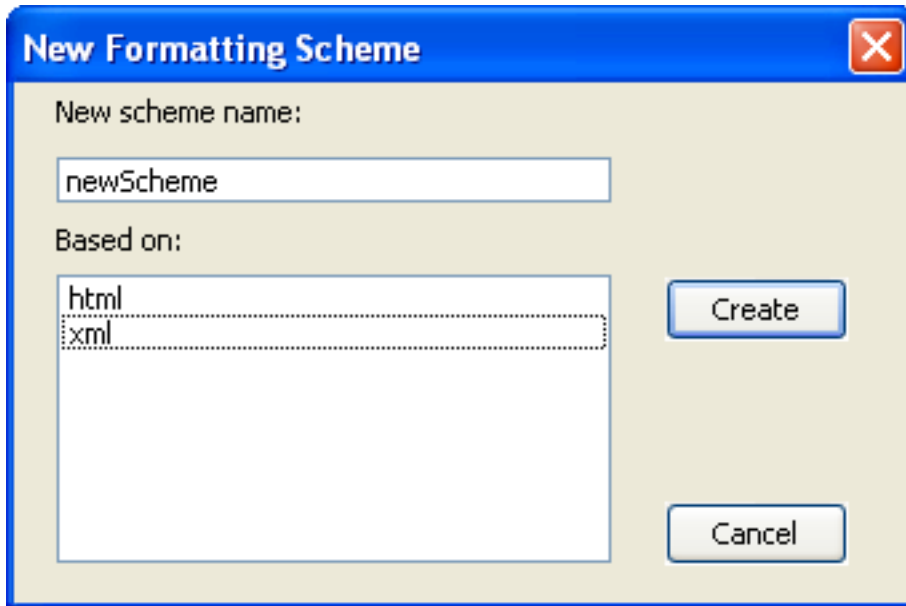 New Formatting Scheme
New scheme name:
newScheme
Based on:
html
xml
Create
Cancel